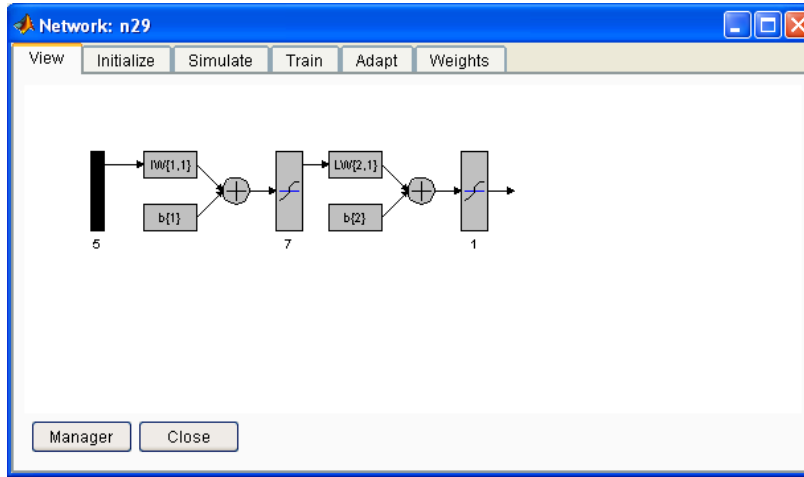 Network: n29
View Initialize Simulate Train Adapt Weights
IW{1,1} LW{2,1}
b{1} b{2}
5 7 1
Manager Close